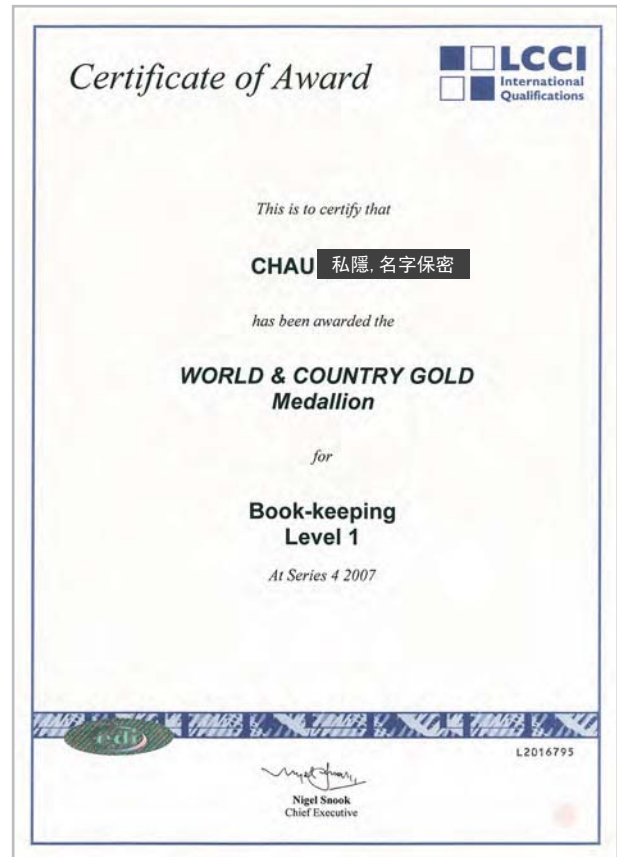 Certificate of Award
LCCI
International
Qualifications
This is to certify that
CHAU 私隱, 名字保密
has been awarded the
WORLD & COUNTRY GOLD
Medallion
for
Book-keeping
Level 1
At Series 4 2007
edi
L2016795
Nigel Snook
Chief Executive